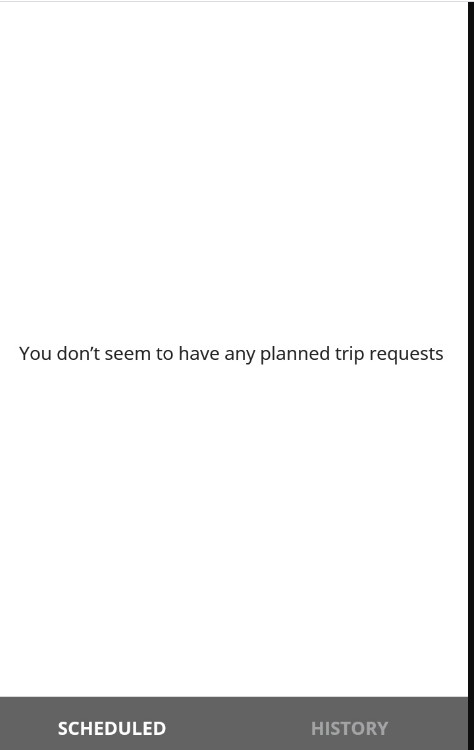 You don’t seem to have any planned trip requests
SCHEDULED
HISTORY